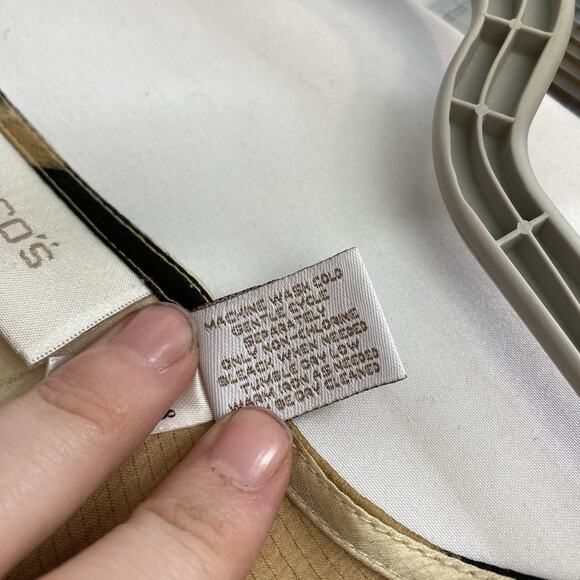 co's
MACHINE WASH COLD
GENTLE CYCLE
SEPARATELY
ONLY NON-CHLORINE
BLEACH WHEN NEEDED
TUMBLE DRY LOW
WARM IRON AS NEEDED
BE DRY CLEANED